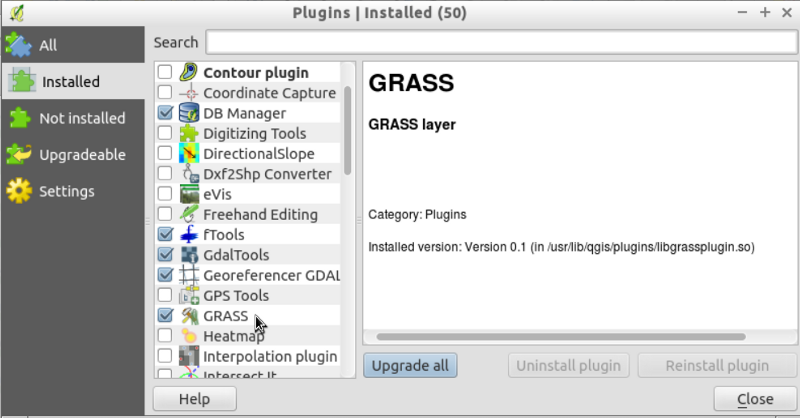 Plugins | Installed (50)
All
Installed
Not installed
Upgradeable
Settings
Search
Contour plugin
Coordinate Capture
DB Manager
Digitizing Tools
DirectionalSlope
Dxf2Shp Converter
eVis
Freehand Editing
fTools
GdalTools
Georeferencer GDAL
GPS Tools
GRASS
Heatmap
Interpolation plugin
Intersect It
GRASS
GRASS layer
Category: Plugins
Installed version: Version 0.1 (in /usr/lib/qgis/plugins/libgrassplugin.so)
Upgrade all
Uninstall plugin
Reinstall plugin
Help
Close